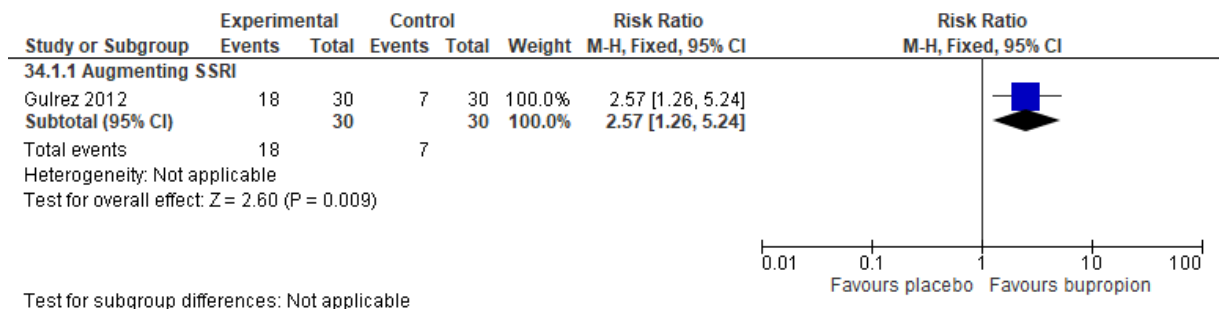 Experimental Control Risk Ratio Risk Ratio
Study or Subgroup Events Total Events Total Weight M-H, Fixed, 95% CI M-H, Fixed, 95% CI
34.1.1 Augmenting SSRI
Gulrez 2012 18 30 7 30 100.0% 2.57 [1.26, 5.24]
Subtotal (95% CI) 30 30 100.0% 2.57 [1.26, 5.24]
Total events 18 7
Heterogeneity: Not applicable
Test for overall effect: Z = 2.60 (P = 0.009)
0.01 0.1 1 10 100
Favours placebo Favours bupropion
Test for subgroup differences: Not applicable